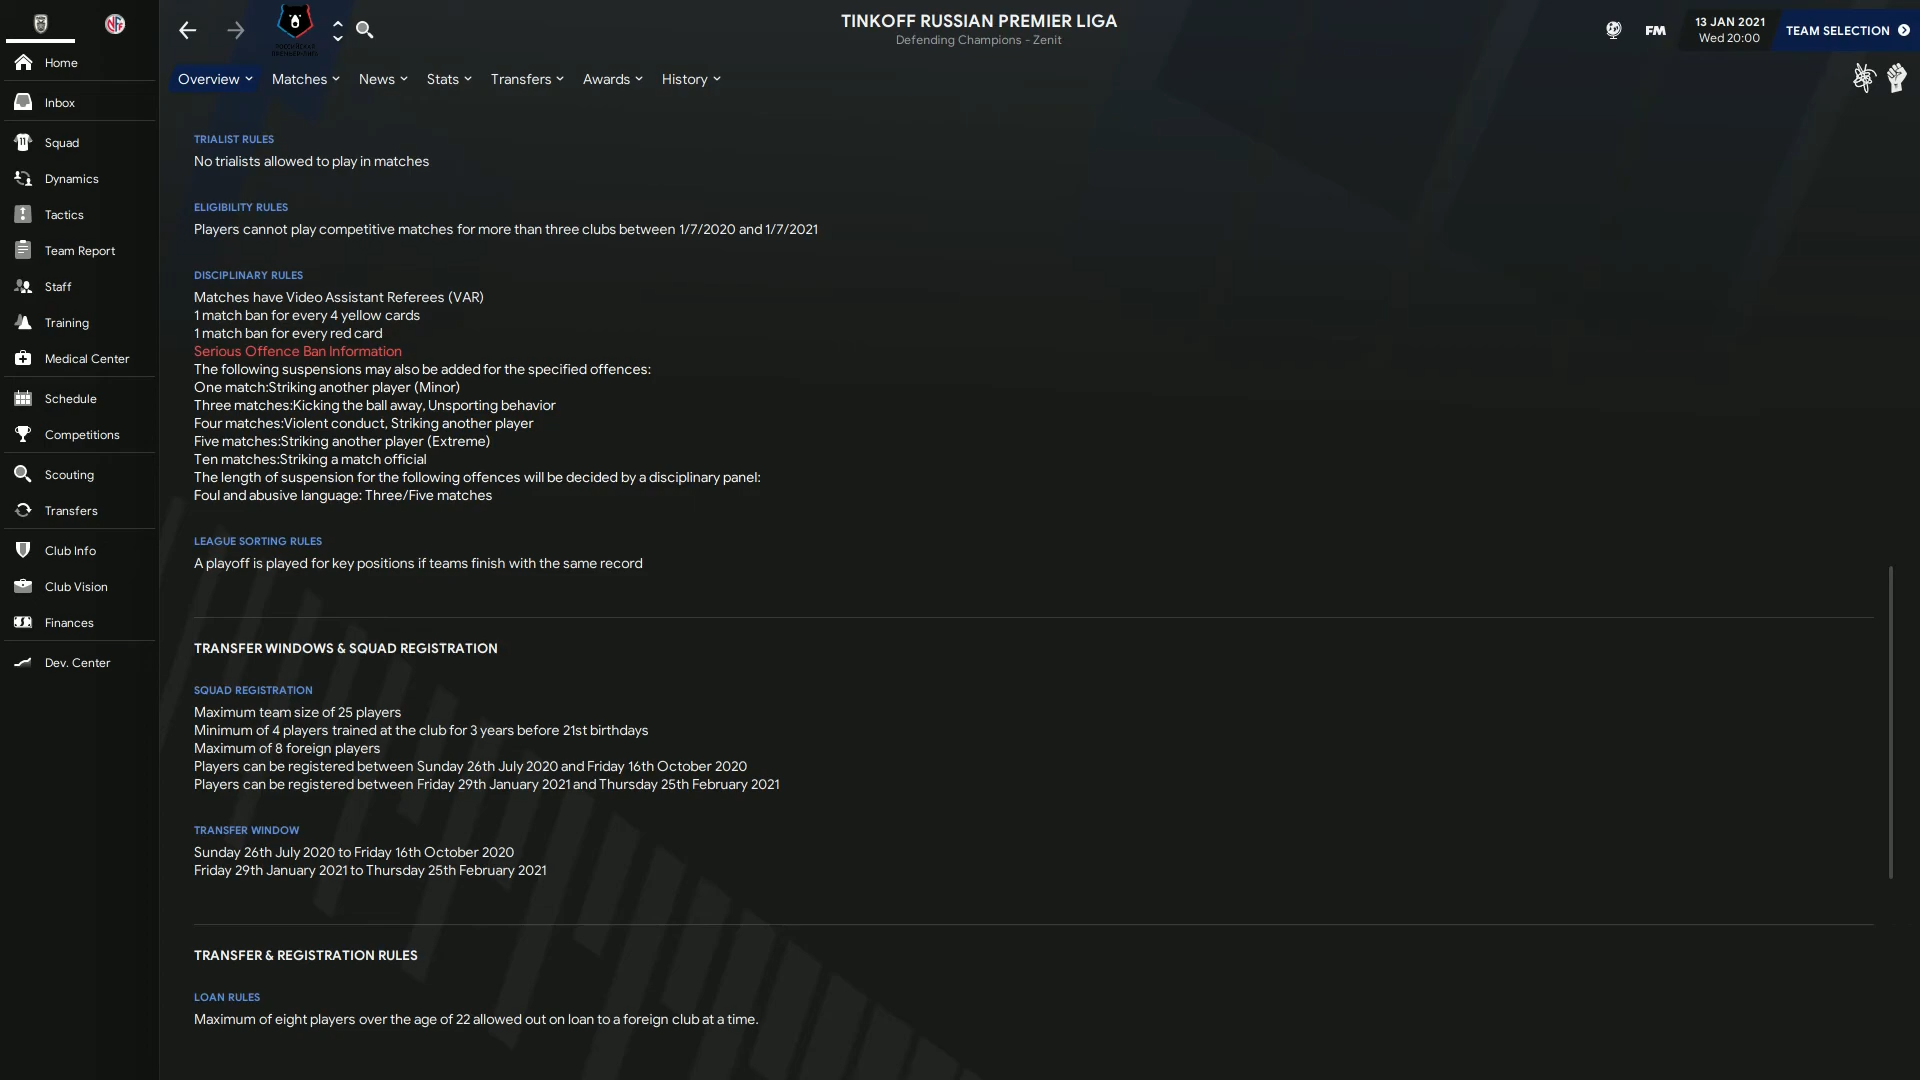 TINKOFF RUSSIAN PREMIER LIGA
Defending Champions - Zenit
FM
13 JAN 2021
Wed 20:00
TEAM SELECTION
Overview
Matches
News
Stats
Transfers
Awards
History
Home
Inbox
Squad
Dynamics
Tactics
Team Report
Staff
Training
Medical Center
Schedule
Competitions
Scouting
Transfers
Club Info
Club Vision
Finances
Dev. Center
TRIALIST RULES
No trialists allowed to play in matches
ELIGIBILITY RULES
Players cannot play competitive matches for more than three clubs between 1/7/2020 and 1/7/2021
DISCIPLINARY RULES
Matches have Video Assistant Referees (VAR)
1 match ban for every 4 yellow cards
1 match ban for every red card
Serious Offence Ban Information
The following suspensions may also be added for the specified offences:
One match:Striking another player (Minor)
Three matches:Kicking the ball away, Unsporting behavior
Four matches:Violent conduct, Striking another player
Five matches:Striking another player (Extreme)
Ten matches:Striking a match official
The length of suspension for the following offences will be decided by a disciplinary panel:
Foul and abusive language: Three/Five matches
LEAGUE SORTING RULES
A playoff is played for key positions if teams finish with the same record
TRANSFER WINDOWS & SQUAD REGISTRATION
SQUAD REGISTRATION
Maximum team size of 25 players
Minimum of 4 players trained at the club for 3 years before 21st birthdays
Maximum of 8 foreign players
Players can be registered between Sunday 26th July 2020 and Friday 16th October 2020
Players can be registered between Friday 29th January 2021 and Thursday 25th February 2021
TRANSFER WINDOW
Sunday 26th July 2020 to Friday 16th October 2020
Friday 29th January 2021 to Thursday 25th February 2021
TRANSFER & REGISTRATION RULES
LOAN RULES
Maximum of eight players over the age of 22 allowed out on loan to a foreign club at a time.